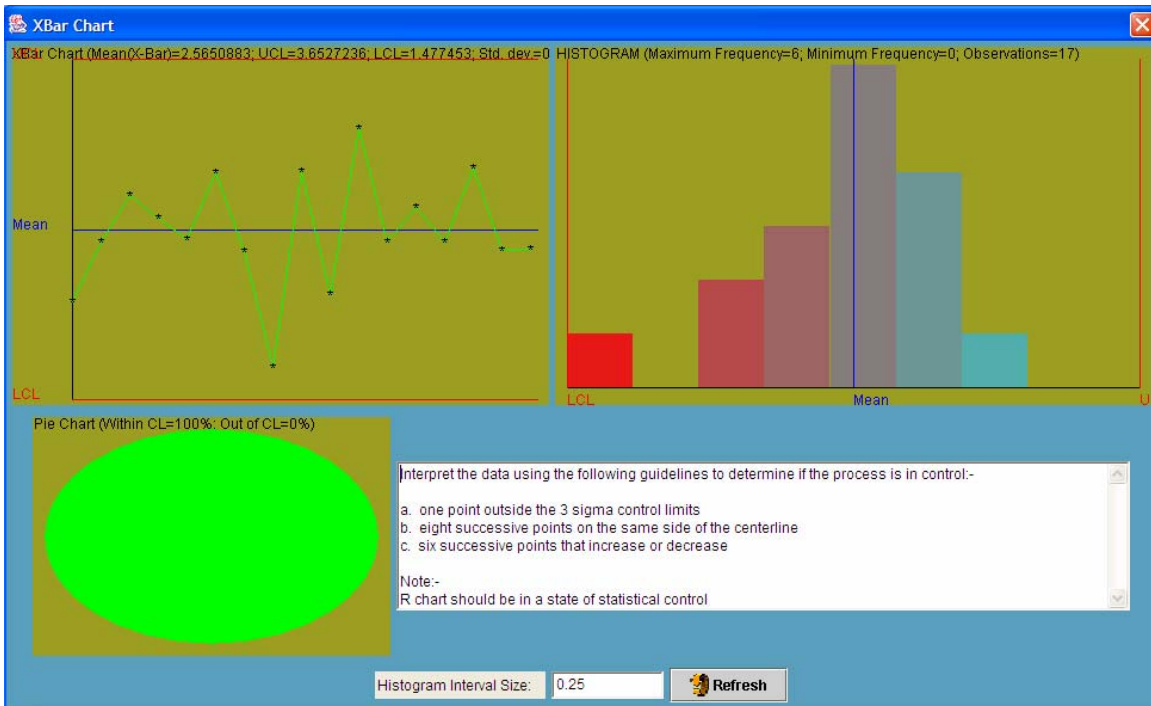 XBar Chart
XBar Chart (Mean(X-Bar)=2.5650883; UCL=3.6527236; LCL=1.477453; Std. dev.=0
HISTOGRAM (Maximum Frequency=6; Minimum Frequency=0; Observations=17)
Mean
LCL
LCL
Mean
U
Pie Chart (Within CL=100%: Out of CL=0%)
Interpret the data using the following guidelines to determine if the process is in control:-
a. one point outside the 3 sigma control limits
b. eight successive points on the same side of the centerline
c. six successive points that increase or decrease
Note:-
R chart should be in a state of statistical control
Histogram Interval Size: 0.25 Refresh